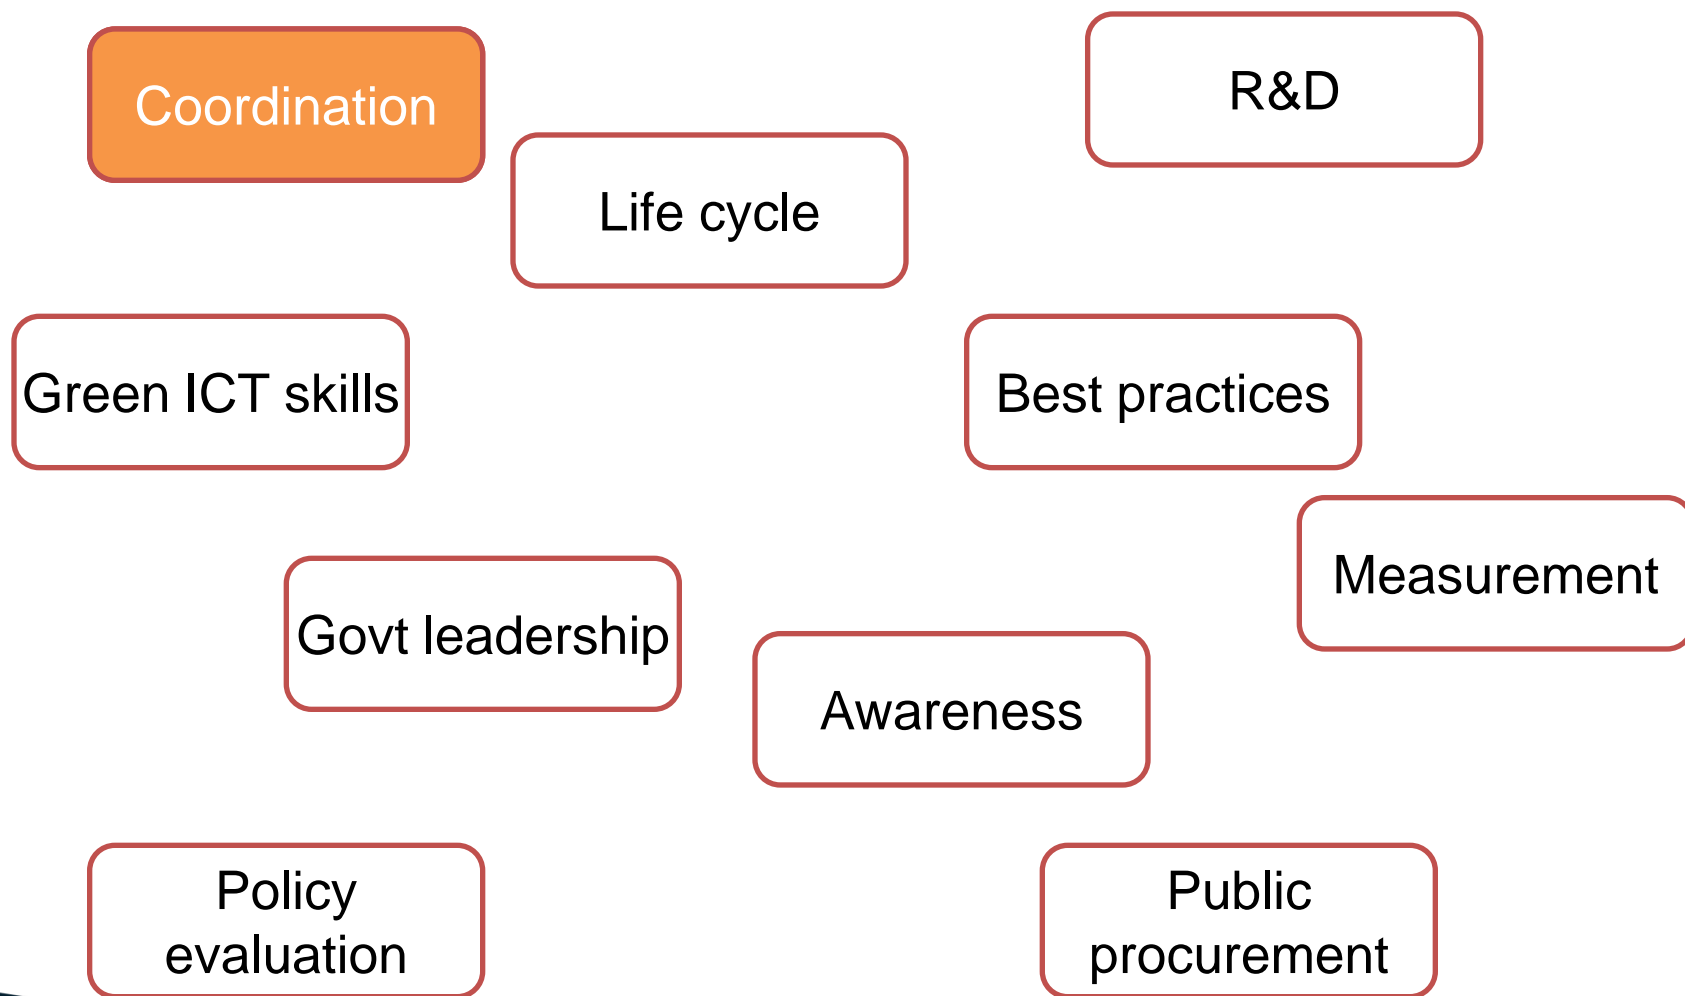 Coordination
R&D
Life cycle
Green ICT skills
Best practices
Measurement
Govt leadership
Awareness
Policy
evaluation
Public
procurement